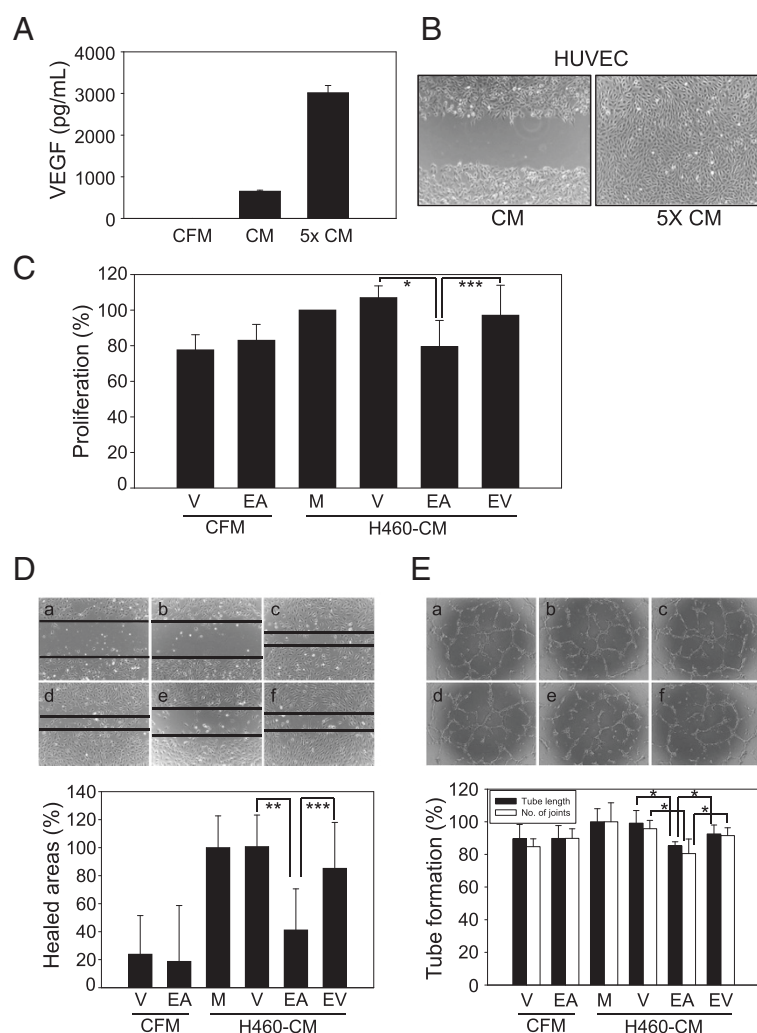 A
VEGF (pg/mL)
4000
3000
2000
1000
0
CFM CM 5x CM
B
HUVEC
CM 5X CM
C
Proliferation (%)
120
100
80
60
40
20
0
* ***
V EA M V EA EV
CFM H460-CM
D
a b c
d e f
Healed areas (%)
140
120
100
80
60
40
20
0
** ***
V EA M V EA EV
CFM H460-CM
E
a b c
d e f
Tube formation (%)
120
100
80
60
40
20
0
Tube length
No. of joints
* *
* *
V EA M V EA EV
CFM H460-CM